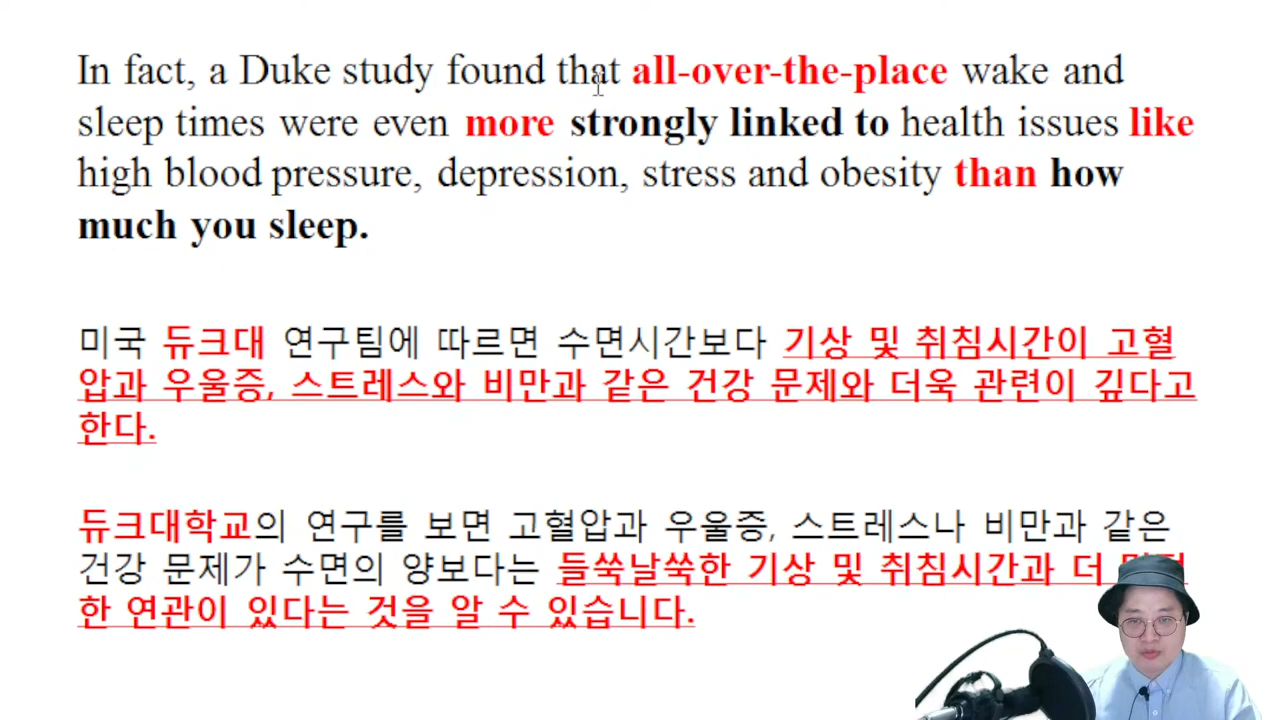 In fact, a Duke study found that all-over-the-place wake and
sleep times were even more strongly linked to health issues like
high blood pressure, depression, stress and obesity than how
much you sleep.
미국 듀크대 연구팀에 따르면 수면시간보다 기상 및 취침시간이 고혈
압과 우울증, 스트레스와 비만과 같은 건강 문제와 더욱 관련이 깊다고
한다.
듀크대학교의 연구를 보면 고혈압과 우울증, 스트레스나 비만과 같은
건강 문제가 수면의 양보다는 들쑥날쑥한 기상 및 취침시간과 더
한 연관이 있다는 것을 알 수 있습니다.